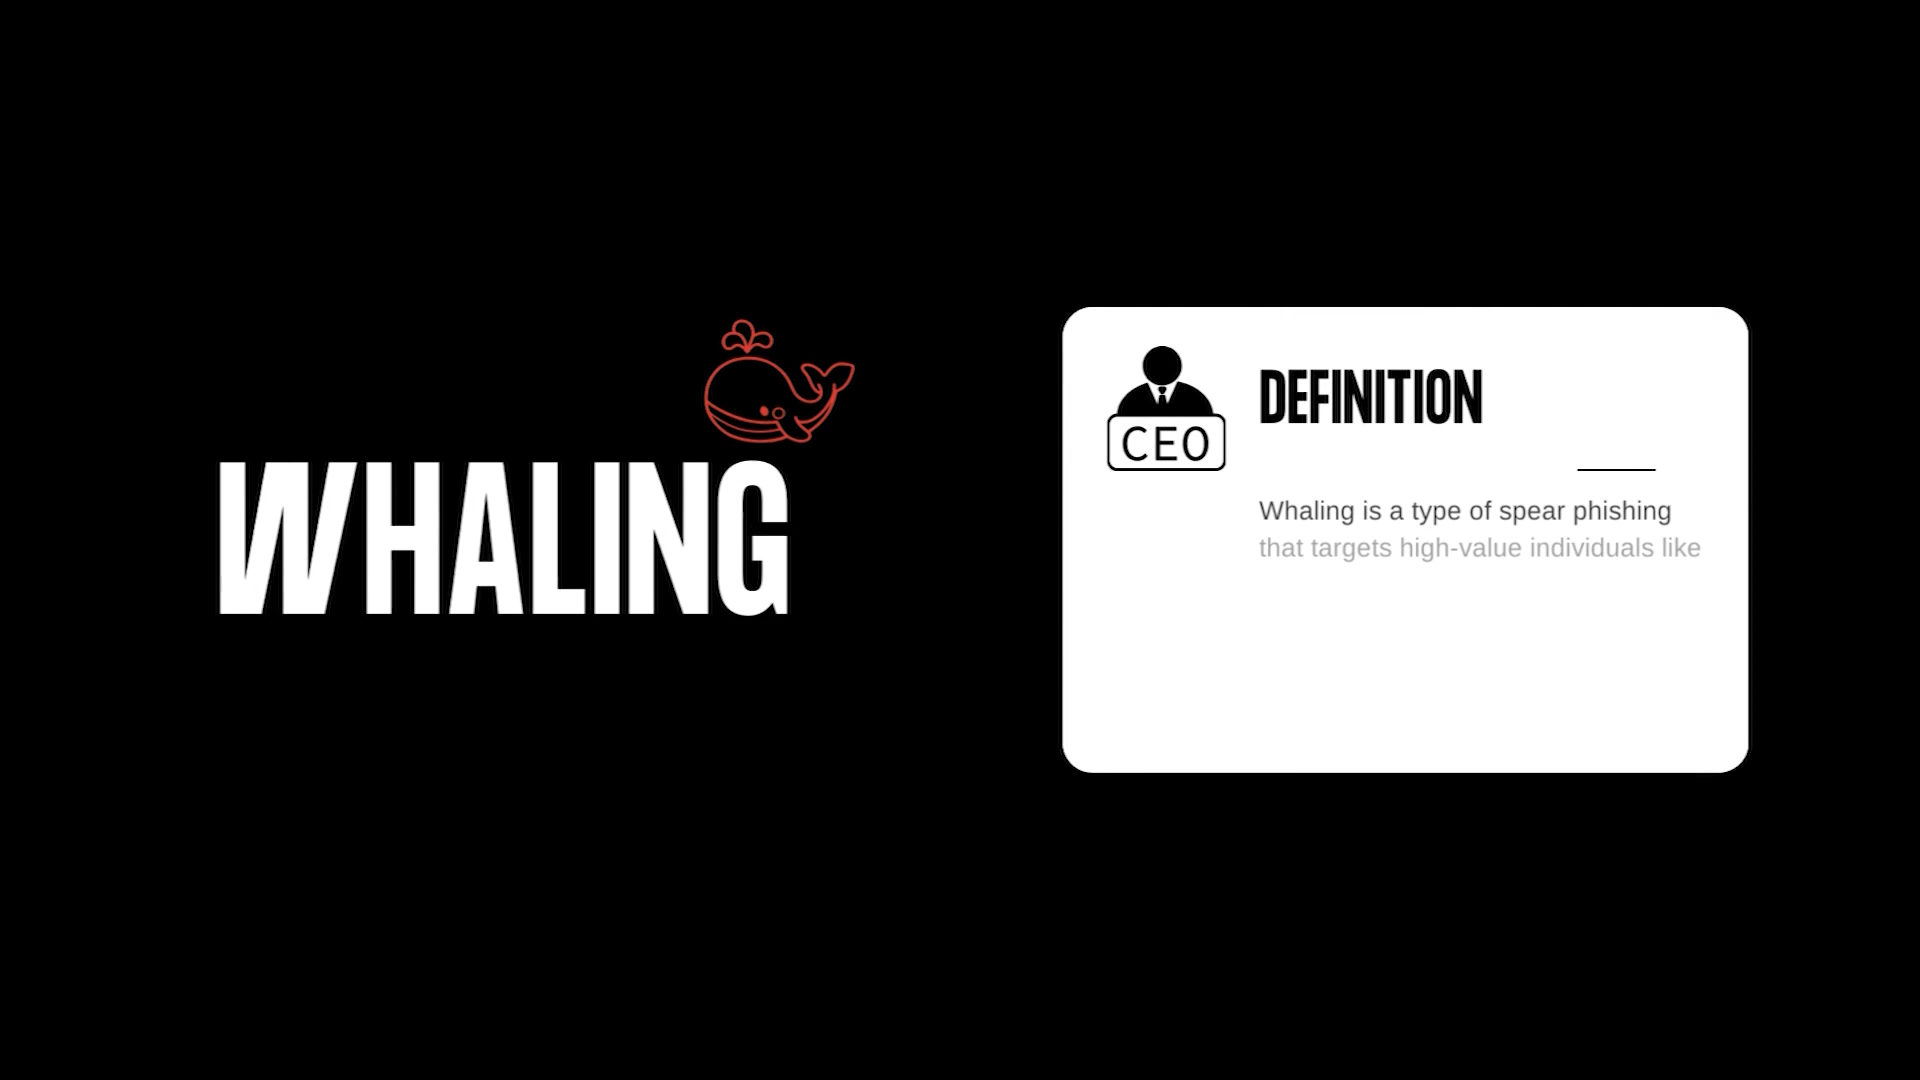 WHALING
CEO
DEFINITION
Whaling is a type of spear phishing
that targets high-value individuals like